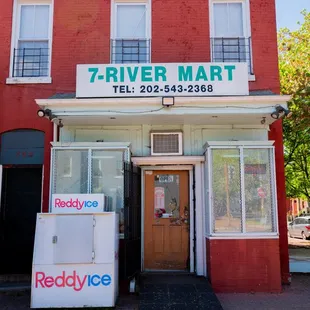 7-RIVER MART
TEL: 202-543-2368
ReddyICE
ReddyICE